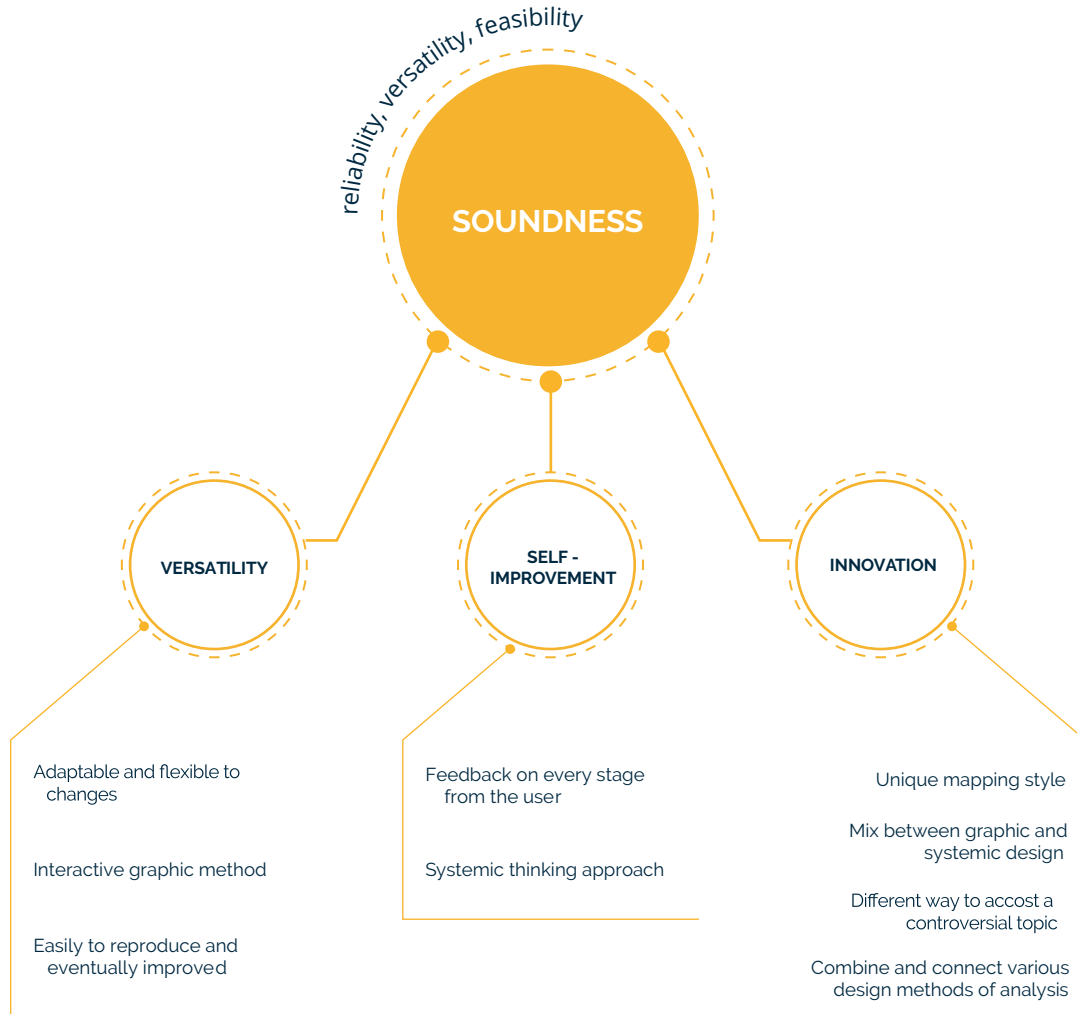 reliability, versatility, feasibility
SOUNDNESS
VERSATILITY
SELF -
IMPROVEMENT
INNOVATION
Adaptable and flexible to
changes
Interactive graphic method
Easily to reproduce and
eventually improved
Feedback on every stage
from the user
Systemic thinking approach
Unique mapping style
Mix between graphic and
systemic design
Different way to accost a
controversial topic
Combine and connect various
design methods of analysis